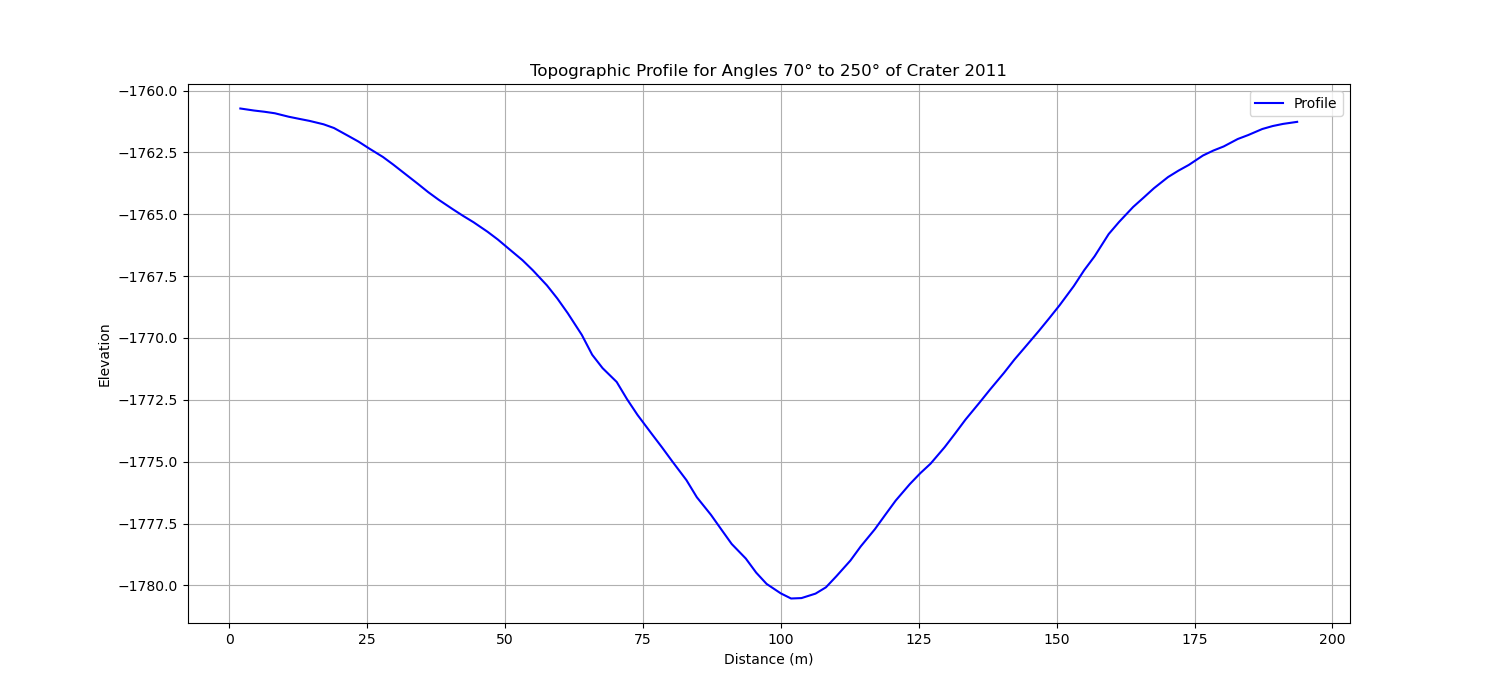 Topographic Profile for Angles 70° to 250° of Crater 2011
Profile
−1760.0
−1762.5
−1765.0
−1767.5
−1770.0
−1772.5
−1775.0
−1777.5
−1780.0
Elevation
0 25 50 75 100 125 150 175 200
Distance (m)